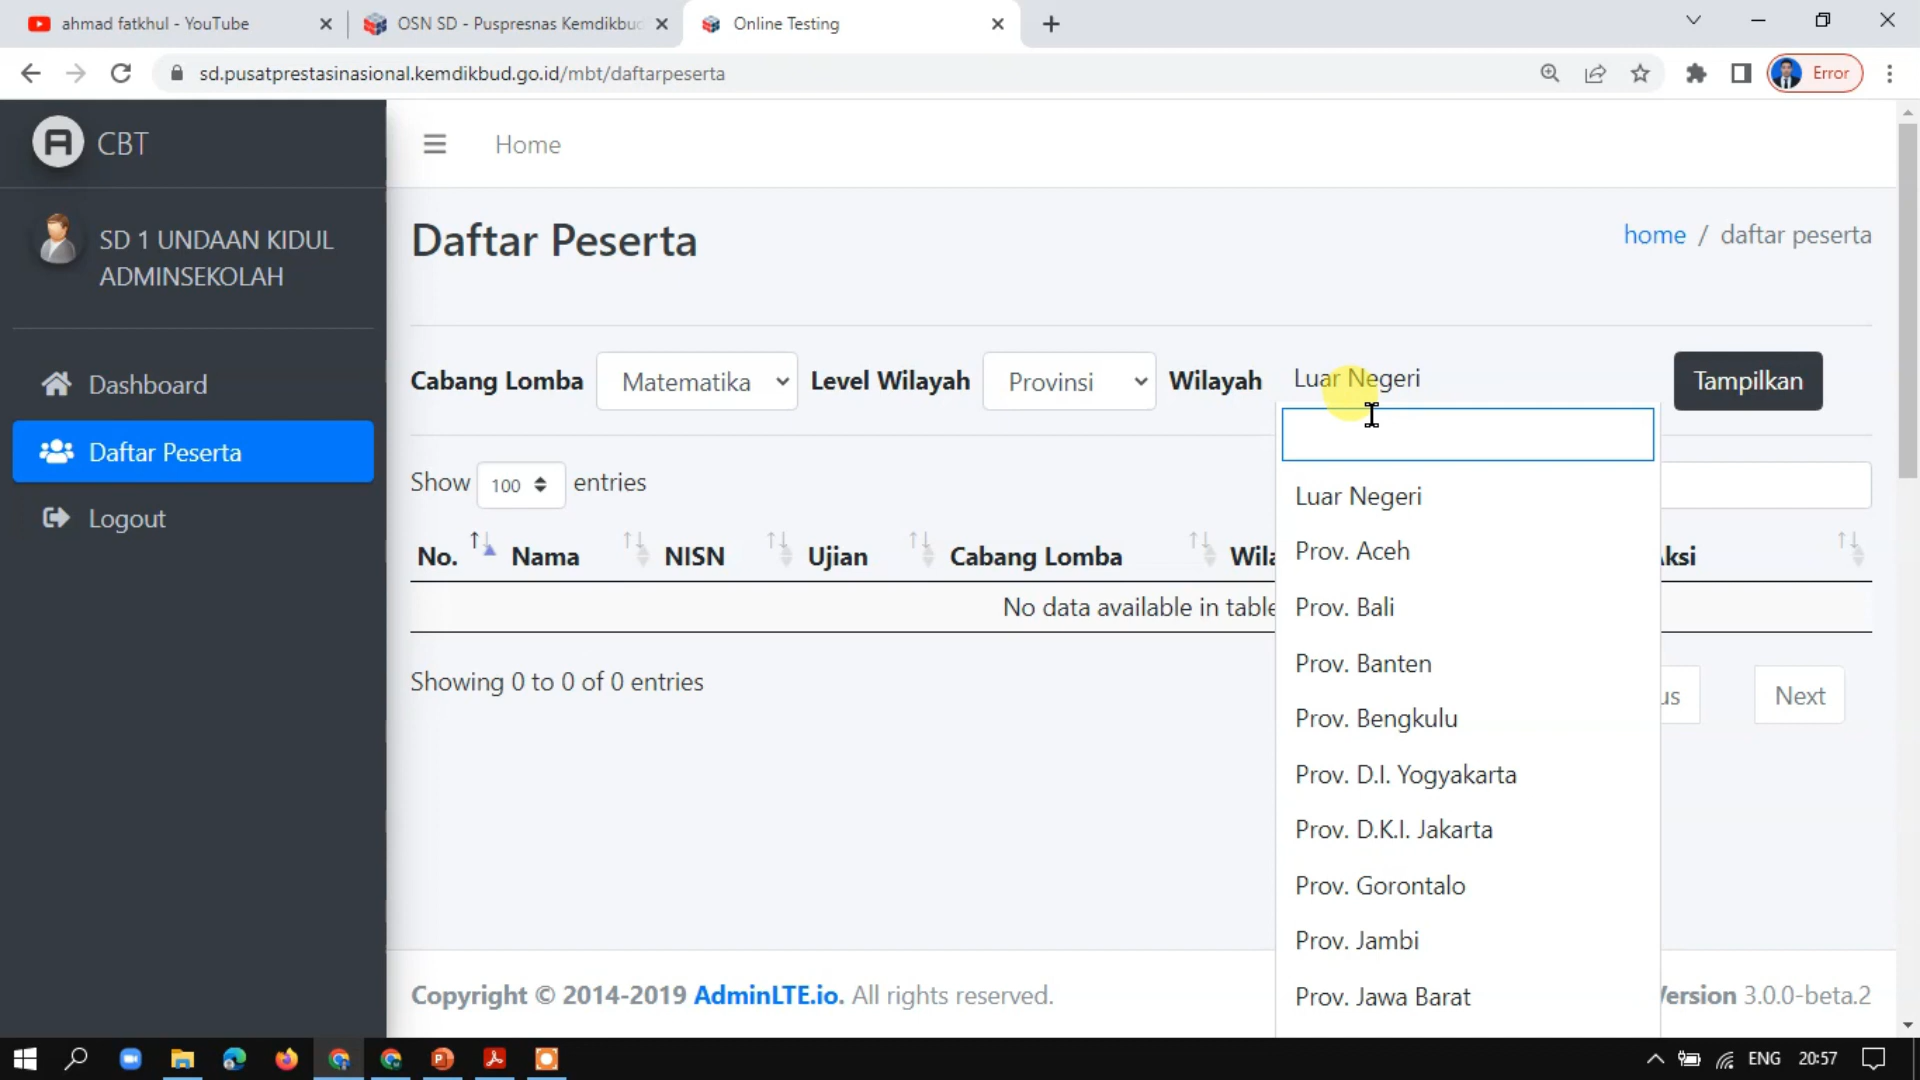 ahmad fatkhul - YouTube
OSN SD - Puspresnas Kemdikbud
Online Testing
sd.pusatprestasinasional.kemdikbud.go.id/mbt/daftarpeserta
Error
CBT
Home
SD 1 UNDAAN KIDUL
ADMINSEKOLAH
Dashboard
Daftar Peserta
Logout
Daftar Peserta
home / daftar peserta
Cabang Lomba Matematika Level Wilayah Provinsi Wilayah Luar Negeri Tampilkan
Show 100 entries
No. Nama NISN Ujian Cabang Lomba
No data available in table
Showing 0 to 0 of 0 entries
Next
Luar Negeri
Prov. Aceh
Prov. Bali
Prov. Banten
Prov. Bengkulu
Prov. D.I. Yogyakarta
Prov. D.K.I. Jakarta
Prov. Gorontalo
Prov. Jambi
Prov. Jawa Barat
Copyright © 2014-2019 AdminLTE.io. All rights reserved.
Version 3.0.0-beta.2
ENG 20:57